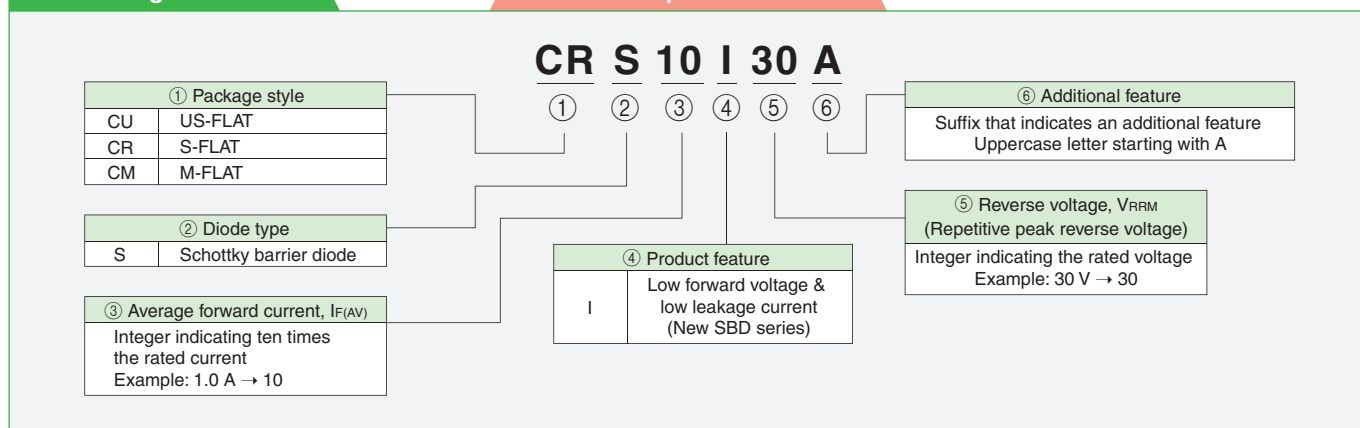 CR S 10 I 30 A
① ② ③ ④ ⑤ ⑥
① Package style
CU US-FLAT
CR S-FLAT
CM M-FLAT
② Diode type
S Schottky barrier diode
③ Average forward current, IF(AV)
Integer indicating ten times
the rated current
Example: 1.0 A → 10
④ Product feature
I
Low forward voltage &
low leakage current
(New SBD series)
⑤ Reverse voltage, VRRM
(Repetitive peak reverse voltage)
Integer indicating the rated voltage
Example: 30 V → 30
⑥ Additional feature
Suffix that indicates an additional feature
Uppercase letter starting with A